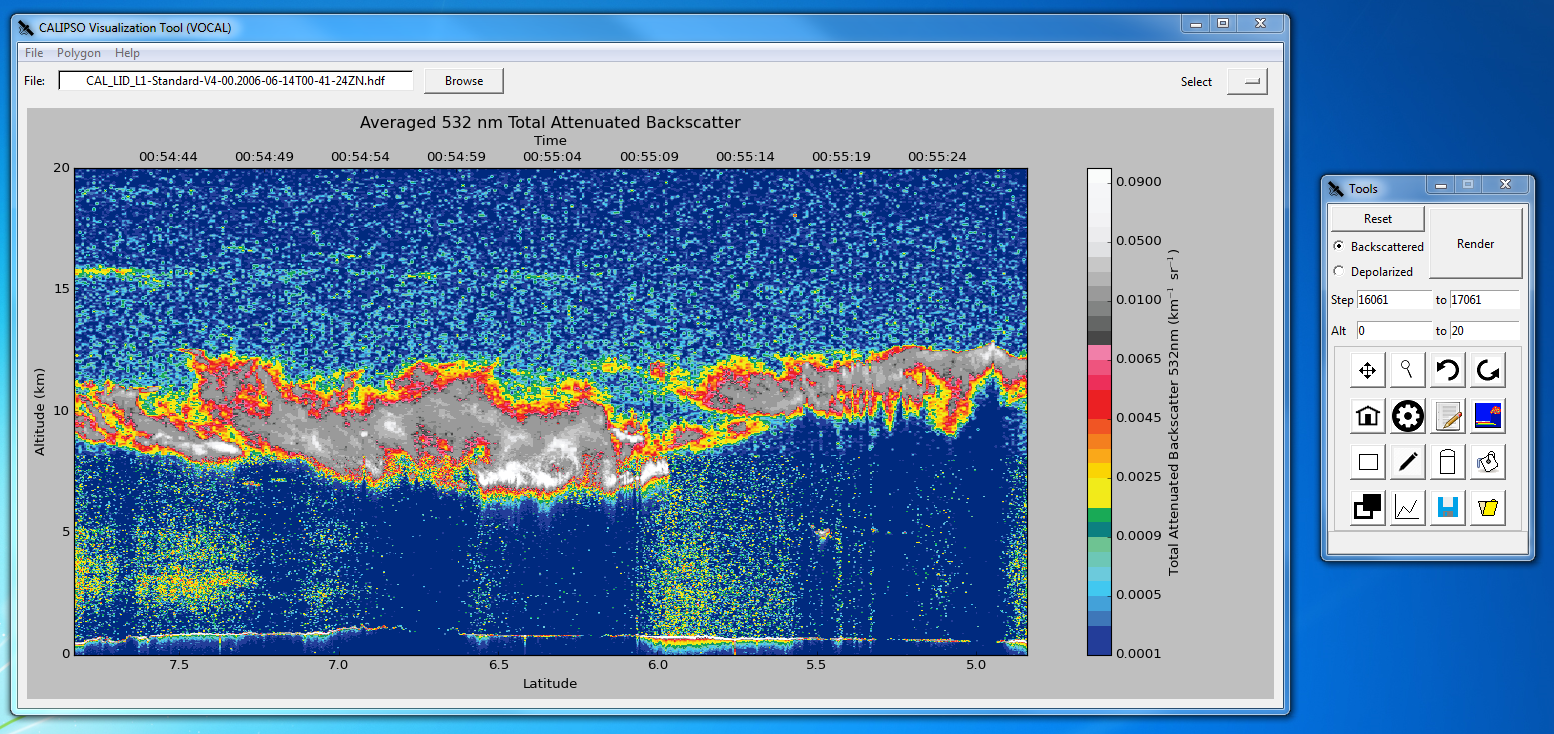 CALIPSO Visualization Tool (VOCAL)
File Polygon Help
File: CAL_LID_L1-Standard-V4-00.2006-06-14T00-41-24ZN.hdf Browse Select
Averaged 532 nm Total Attenuated Backscatter
Time
00:54:44 00:54:49 00:54:54 00:54:59 00:55:04 00:55:09 00:55:14 00:55:19 00:55:24
20
15
10
5
0
Altitude (km)
7.5 7.0 6.5 6.0 5.5 5.0
Latitude
0.0900
0.0500
0.0100
0.0065
0.0045
0.0025
0.0009
0.0005
0.0001
Total Attenuated Backscatter 532nm (km⁻¹ sr⁻¹)
Tools
Reset
Render
Backscattered
Depolarized
Step 16061 to 17061
Alt 0 to 20